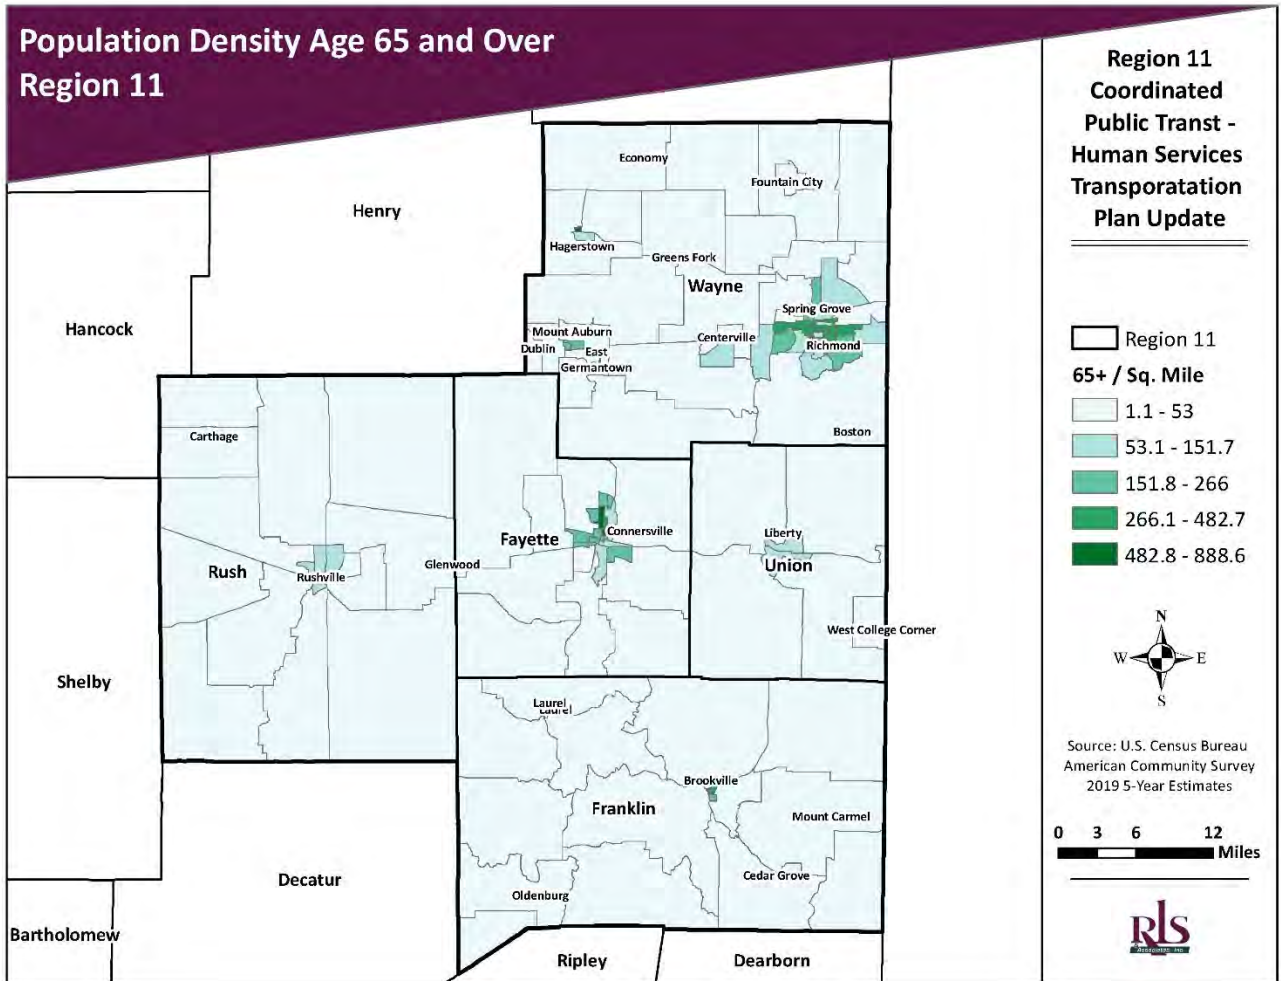 Population Density Age 65 and Over
Region 11
Region 11
Coordinated
Public Transt -
Human Services
Transporatation
Plan Update
Region 11
65+ / Sq. Mile
1.1 - 53
53.1 - 151.7
151.8 - 266
266.1 - 482.7
482.8 - 888.6
N
W
E
S
Source: U.S. Census Bureau
American Community Survey
2019 5-Year Estimates
0 3 6 12
Miles
RLS
Economy
Fountain City
Henry
Hagerstown
Greens Fork
Wayne
Hancock
Spring Grove
Mount Auburn
Centerville
Richmond
Dublin
East
Germantown
Boston
Carthage
Connersville
Fayette
Liberty
Glenwood
Union
Rush
Rushville
West College Corner
Shelby
Laurel
Laurel
Brookville
Franklin
Mount Carmel
Cedar Grove
Decatur
Oldenburg
Bartholomew
Ripley
Dearborn